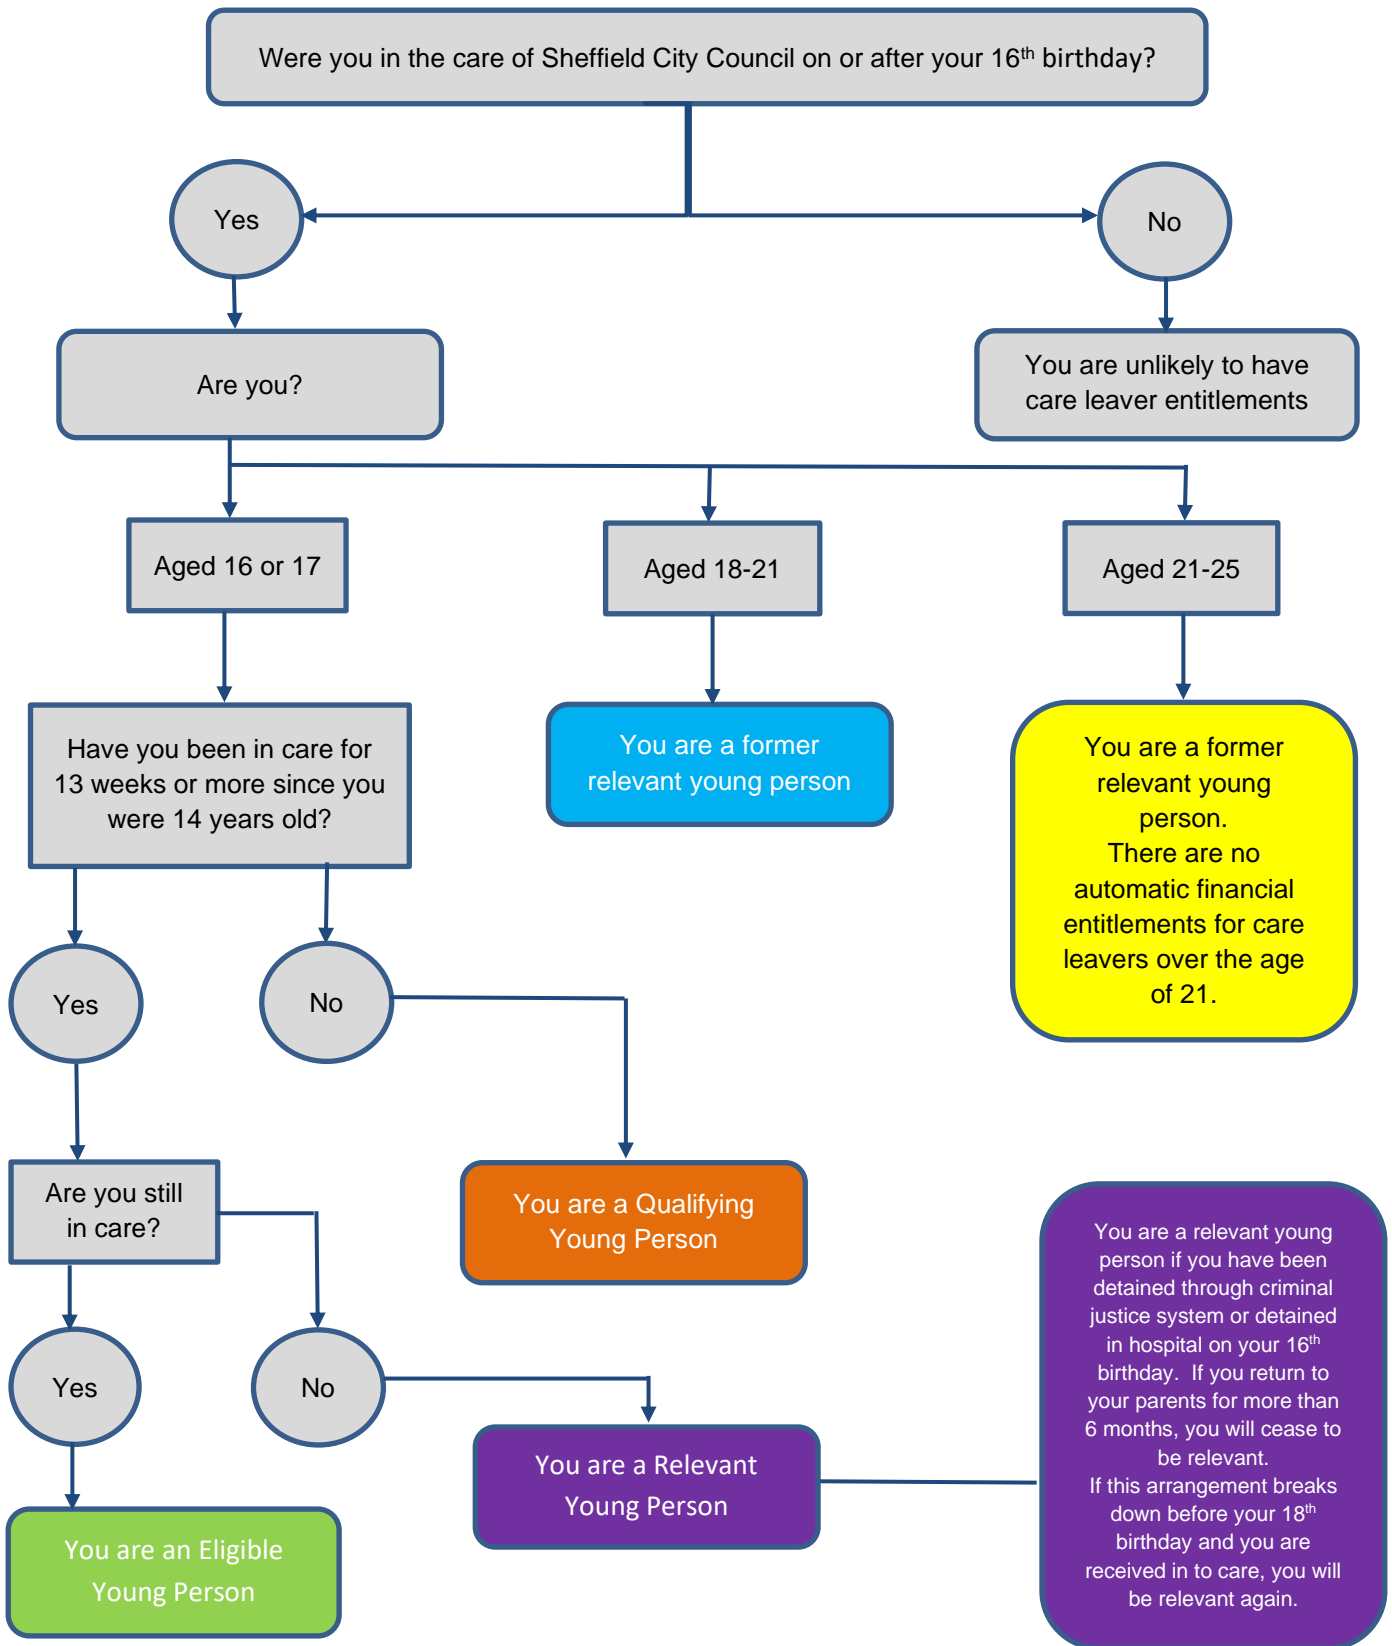 Were you in the care of Sheffield City Council on or after your 16th birthday?
Yes
No
Are you?
You are unlikely to have
care leaver entitlements
Aged 16 or 17
Aged 18-21
Aged 21-25
Have you been in care for
13 weeks or more since you
were 14 years old?
You are a former
relevant young person
You are a former
relevant young
person.
There are no
automatic financial
entitlements for care
leavers over the age
of 21.
Yes
No
Are you still
in care?
You are a Qualifying
Young Person
Yes
No
You are a Relevant
Young Person
You are a relevant young
person if you have been
detained through criminal
justice system or detained
in hospital on your 16th
birthday.  If you return to
your parents for more than
6 months, you will cease to
be relevant.
If this arrangement breaks
down before your 18th
birthday and you are
received in to care, you will
be relevant again.
You are an Eligible
Young Person